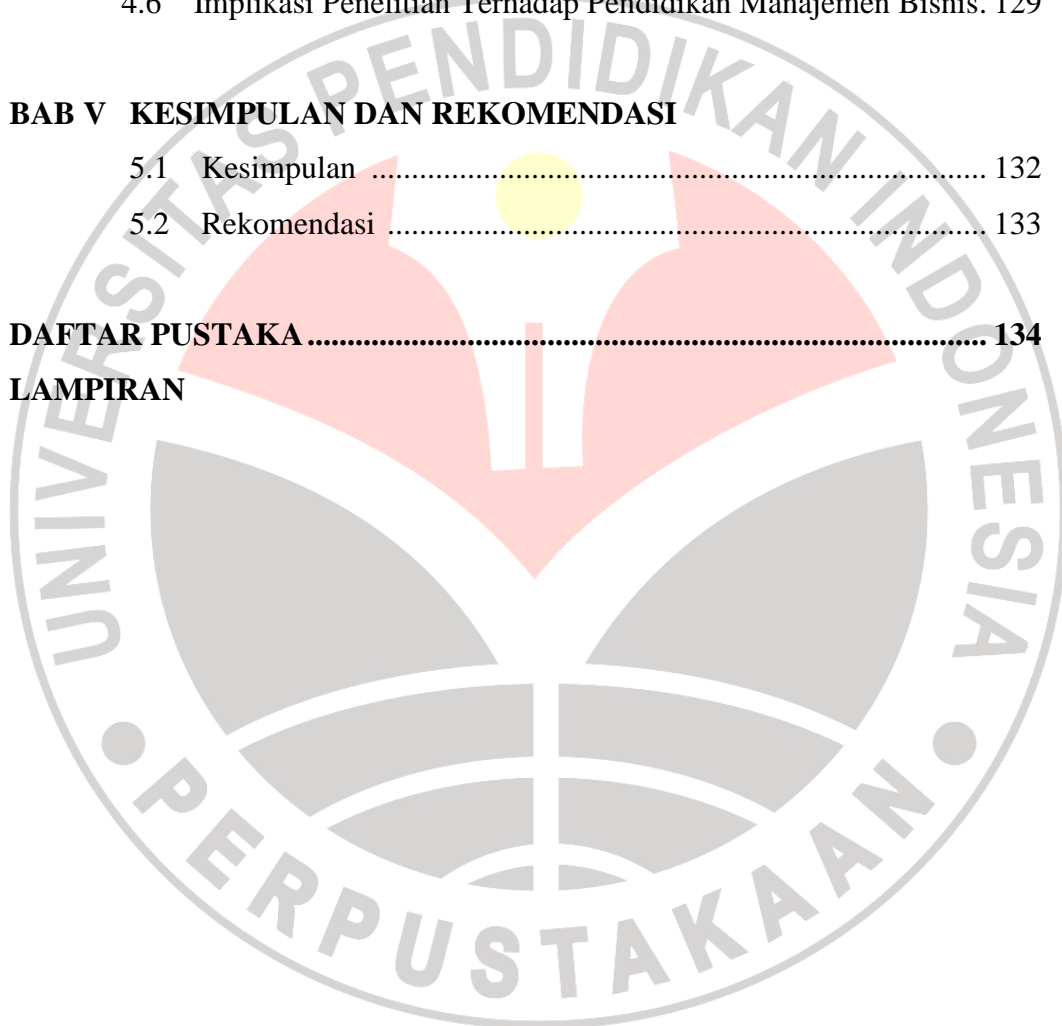 4.6 Implikasi Penelitian Terhadap Pendidikan Manajemen Bisnis. 129
BAB V KESIMPULAN DAN REKOMENDASI
5.1 Kesimpulan ............................................................................. 132
5.2 Rekomendasi ........................................................................... 133
DAFTAR PUSTAKA ..................................................................................... 134
LAMPIRAN
UNIVERSITAS PENDIDIKAN INDONESIA
PERPUSTAKAAN